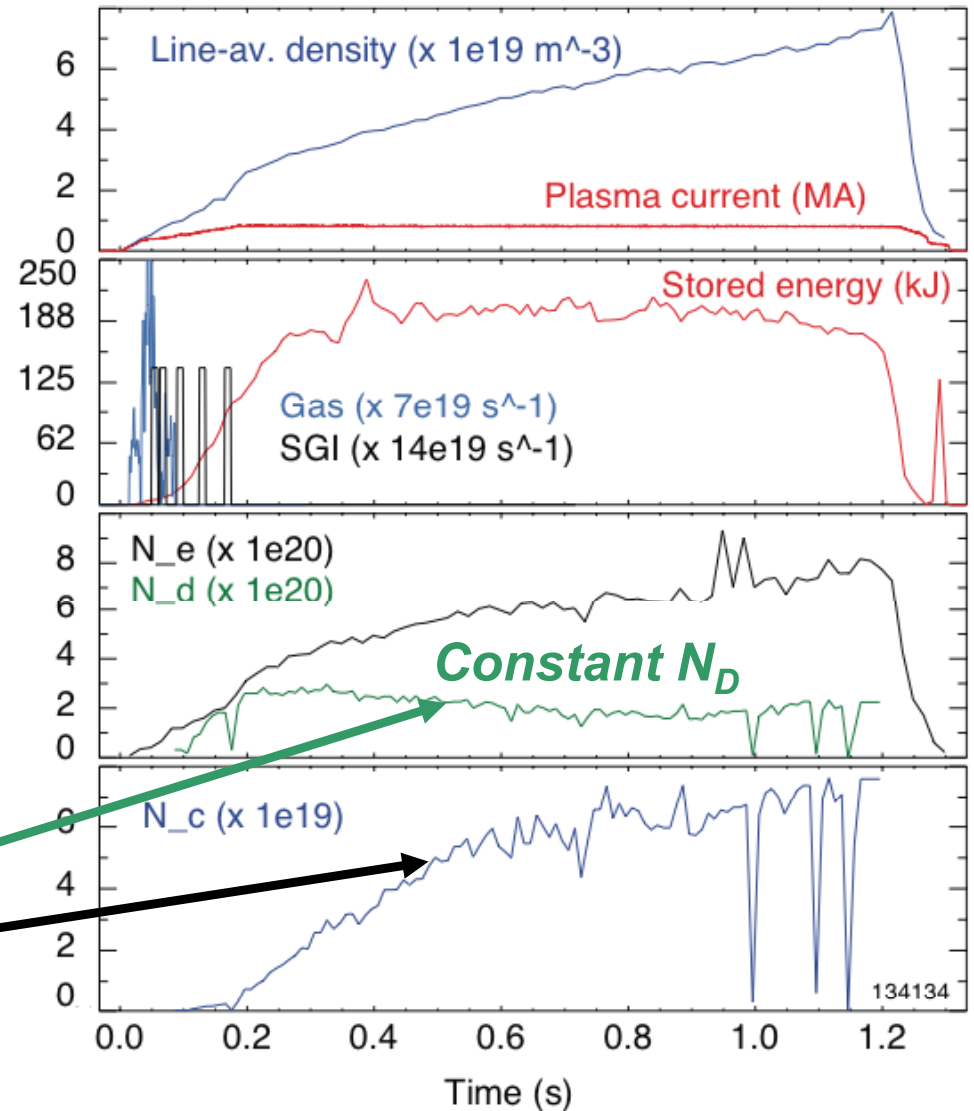 Line-av. density (x 1e19 m^-3)
6
4
2
0
Plasma current (MA)
250
188
125
62
0
Stored energy (kJ)
Gas (x 7e19 s^-1)
SGI (x 14e19 s^-1)
N_e (x 1e20)
N_d (x 1e20)
8
6
4
2
0
Constant N_D
N_c (x 1e19)
6
4
2
0
134134
0.0 0.2 0.4 0.6 0.8 1.0 1.2
Time (s)